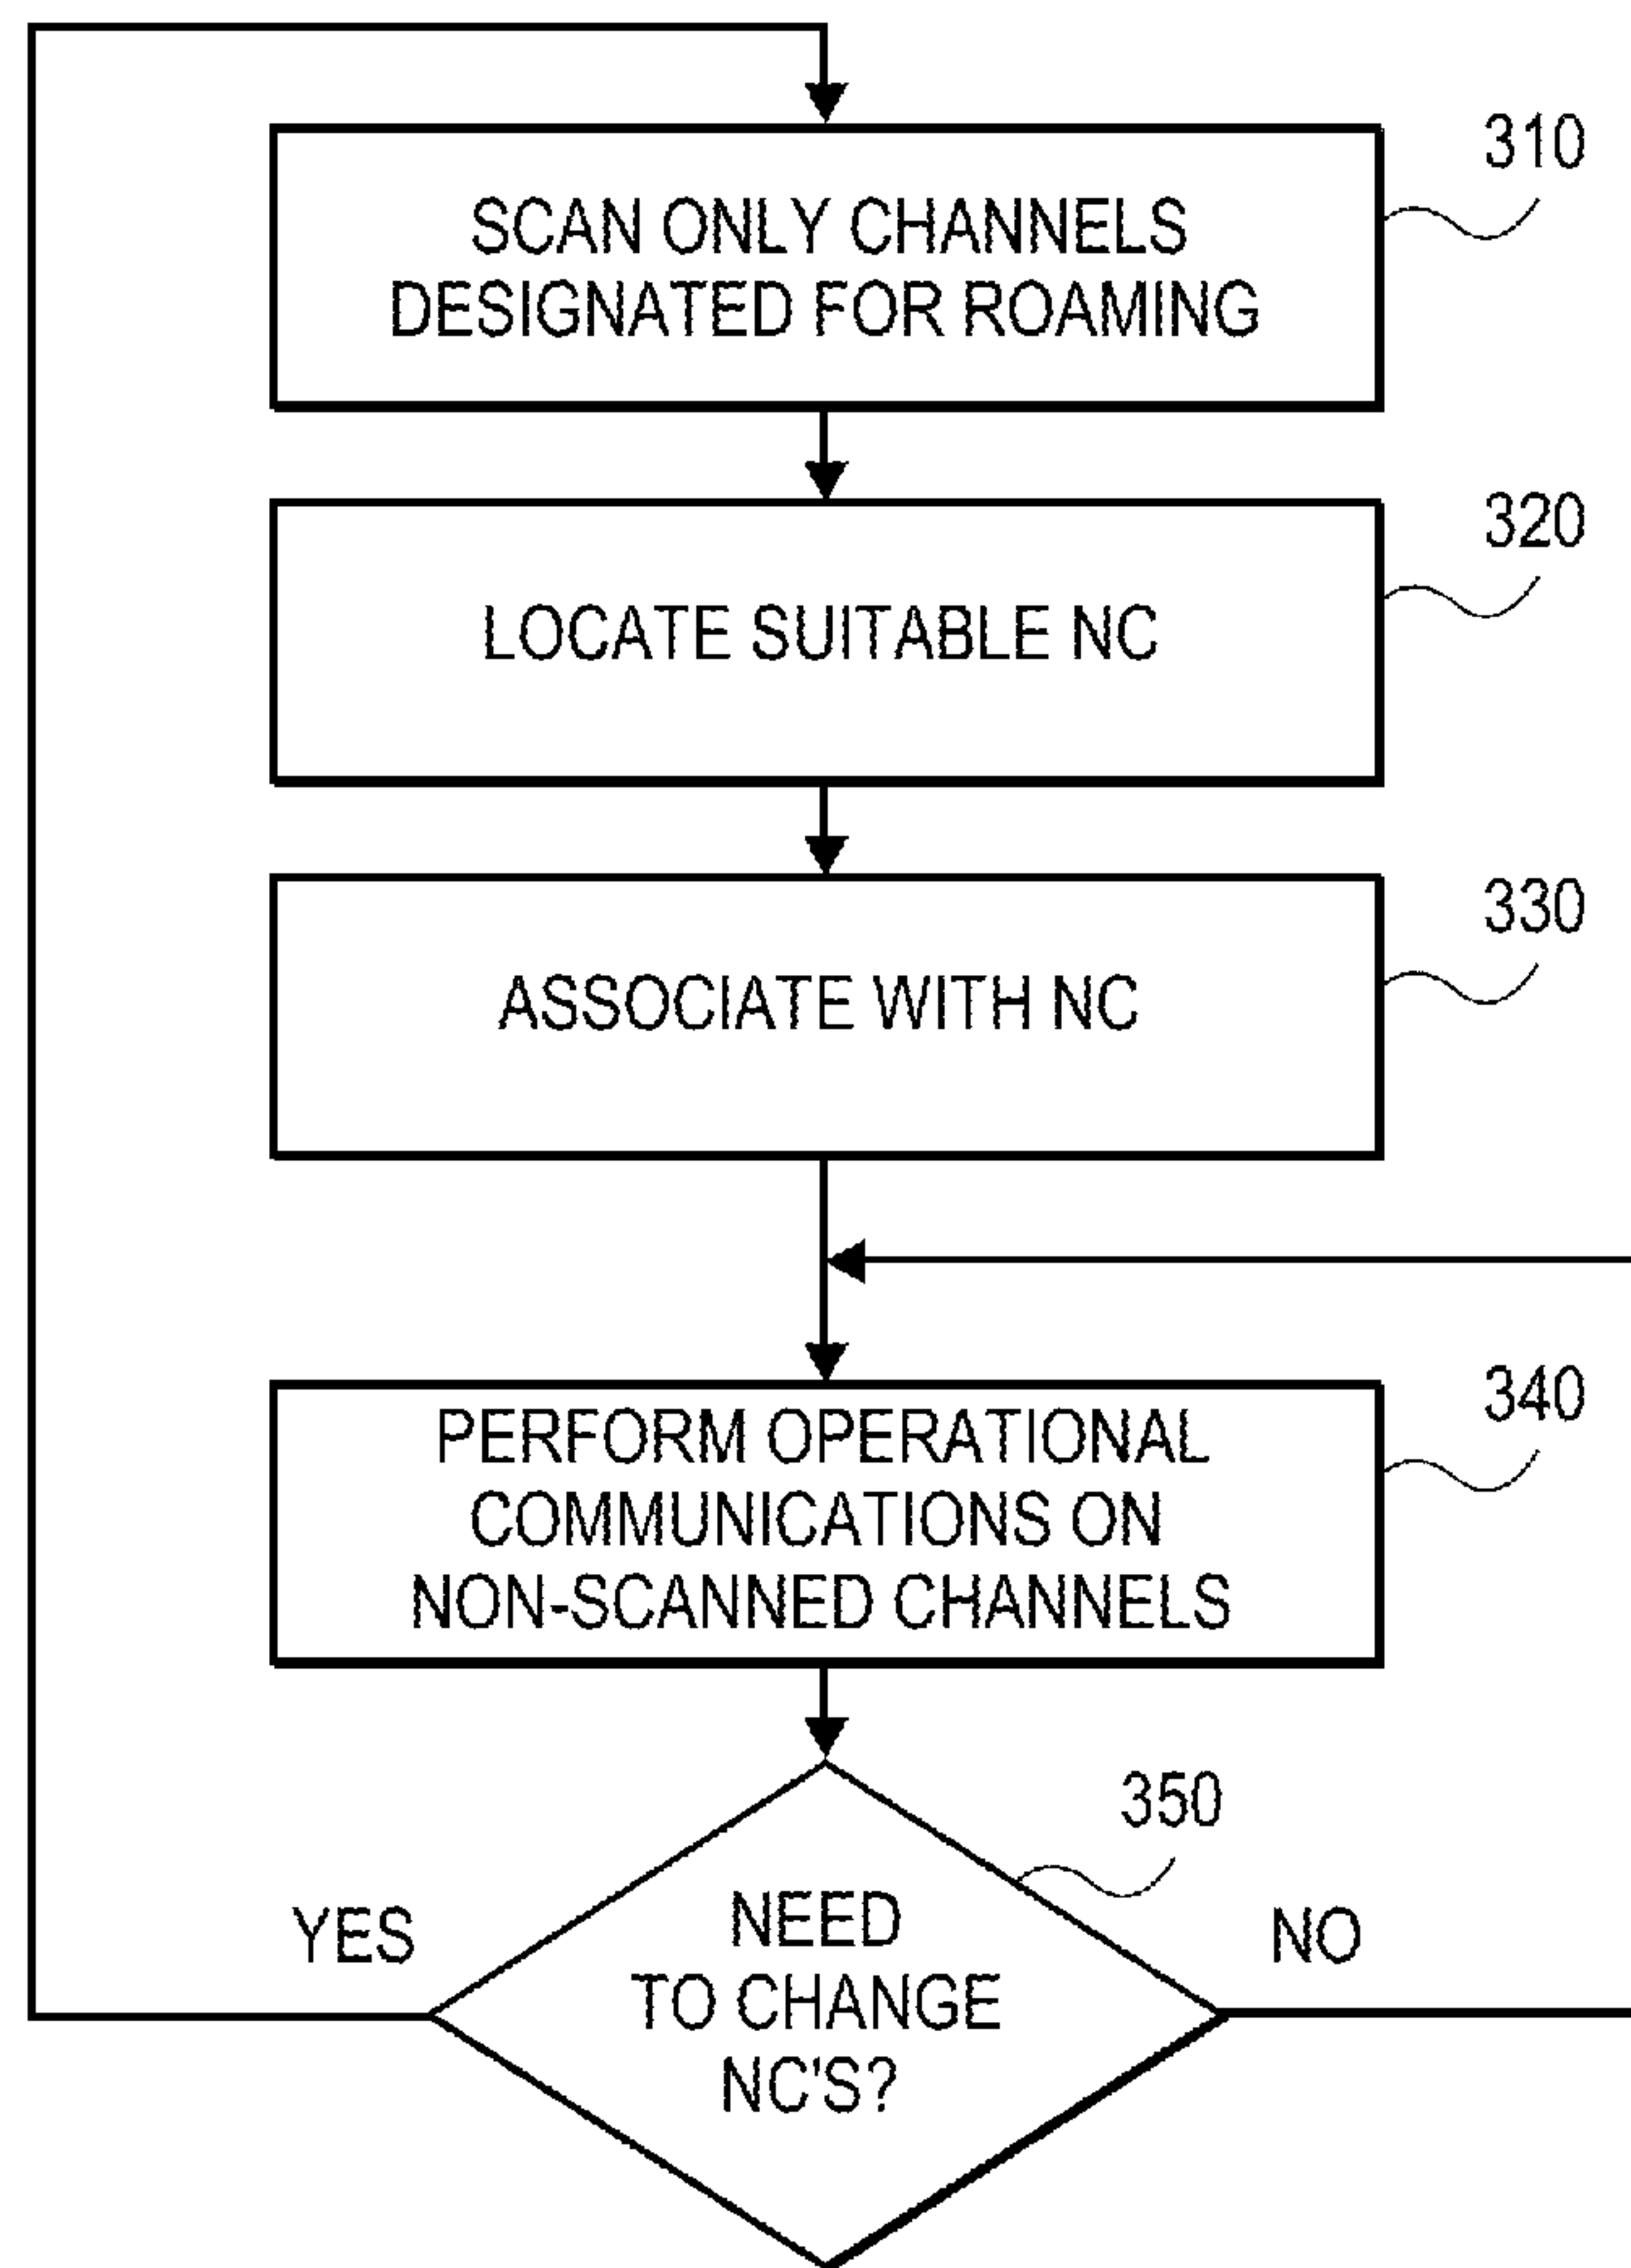 310
SCAN ONLY CHANNELS
DESIGNATED FOR ROAMING
320
LOCATE SUITABLE NC
330
ASSOCIATE WITH NC
340
PERFORM OPERATIONAL
COMMUNICATIONS ON
NON-SCANNED CHANNELS
350
YES
NEED
TO CHANGE
NC'S?
NO